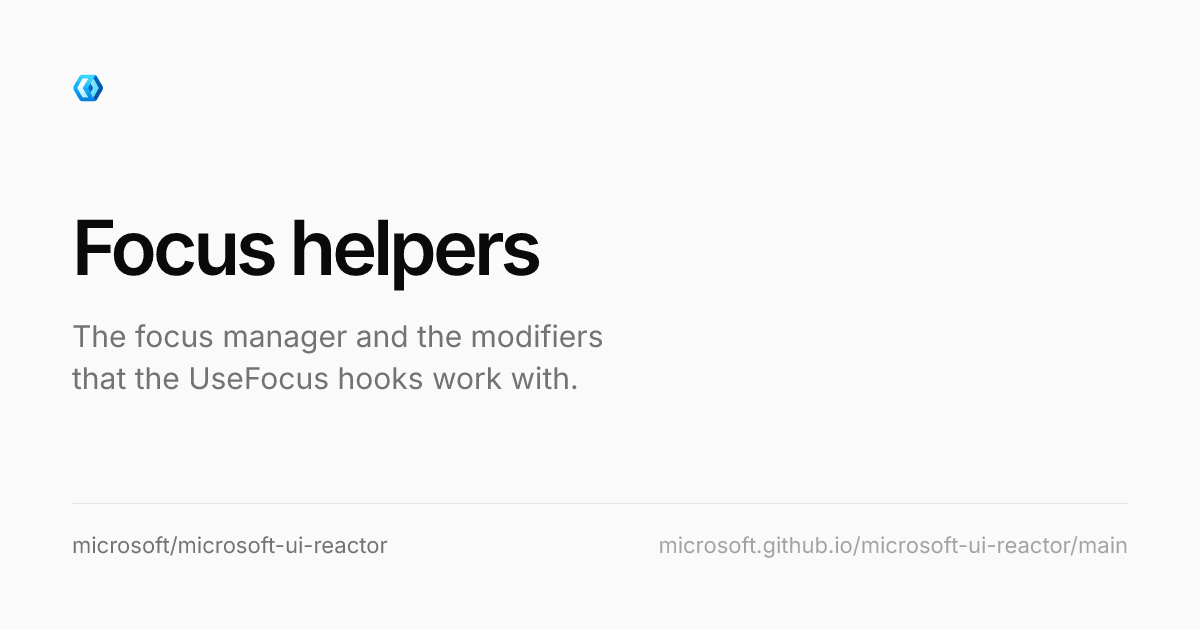 Focus helpers
The focus manager and the modifiers
that the UseFocus hooks work with.
microsoft/microsoft-ui-reactor
microsoft.github.io/microsoft-ui-reactor/main